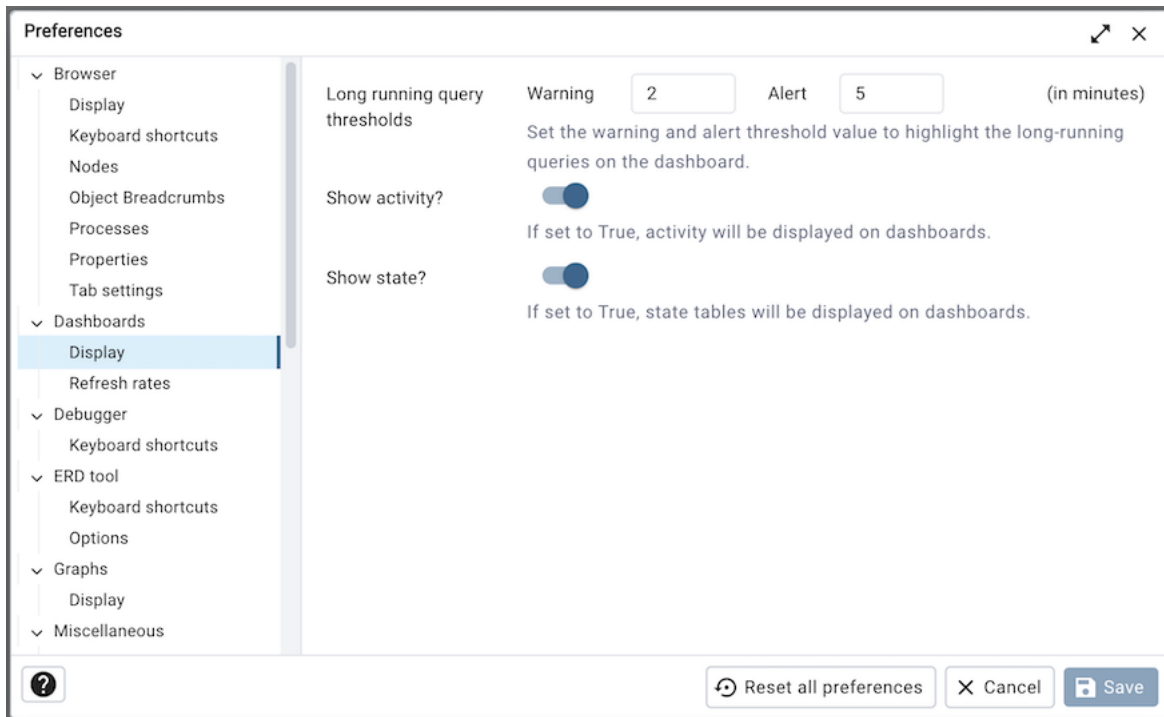 Preferences
Browser
Display
Keyboard shortcuts
Nodes
Object Breadcrumbs
Processes
Properties
Tab settings
Dashboards
Display
Refresh rates
Debugger
Keyboard shortcuts
ERD tool
Keyboard shortcuts
Options
Graphs
Display
Miscellaneous
Long running query
thresholds
Warning 2 Alert 5 (in minutes)
Set the warning and alert threshold value to highlight the long-running
queries on the dashboard.
Show activity?
If set to True, activity will be displayed on dashboards.
Show state?
If set to True, state tables will be displayed on dashboards.
? Reset all preferences Cancel Save